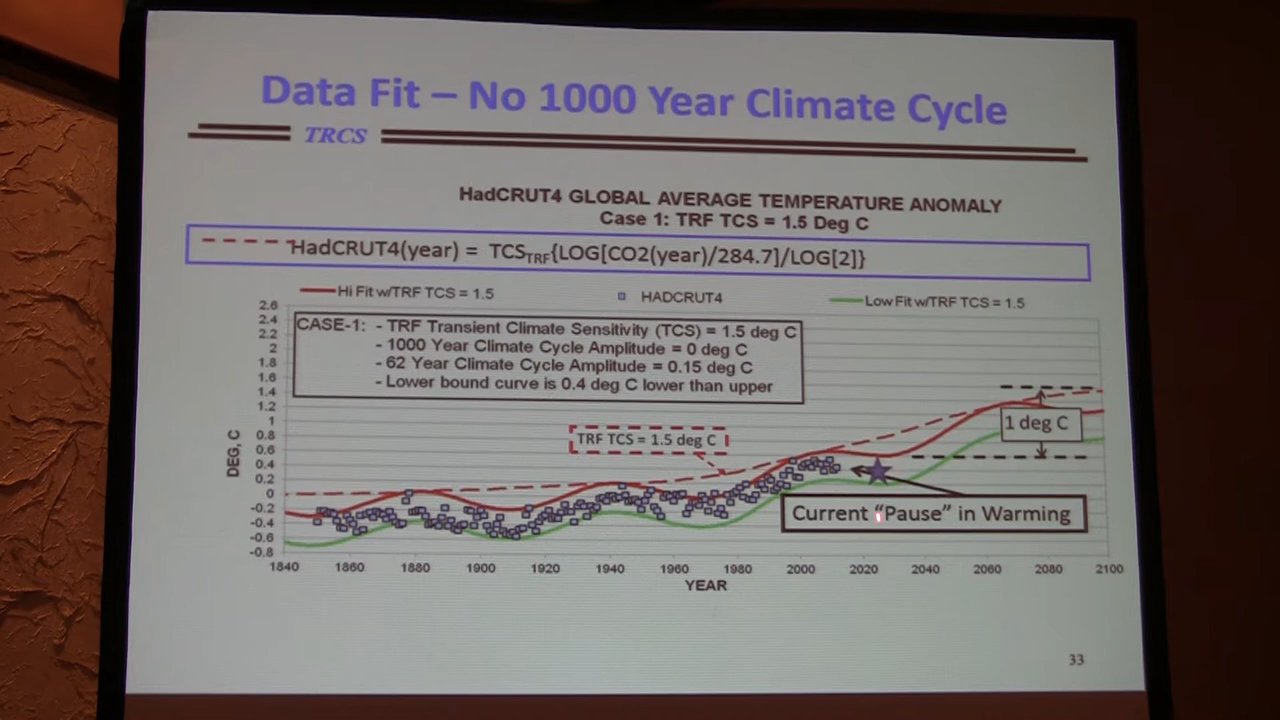 Data Fit – No 1000 Year Climate Cycle
TRCS
HadCRUT4 GLOBAL AVERAGE TEMPERATURE ANOMALY
Case 1: TRF TCS = 1.5 Deg C
HadCRUT4(year) = TCS_TRF{LOG[CO2(year)/284.7]/LOG[2]}
Hi Fit w/TRF TCS = 1.5 HADCRUT4 Low Fit w/TRF TCS = 1.5
CASE-1: - TRF Transient Climate Sensitivity (TCS) = 1.5 deg C
- 1000 Year Climate Cycle Amplitude = 0 deg C
- 62 Year Climate Cycle Amplitude = 0.15 deg C
- Lower bound curve is 0.4 deg C lower than upper
2.6
2.4
2.2
2
1.8
1.6
1.4
1.2
1
0.8
0.6
0.4
0.2
0
-0.2
-0.4
-0.6
-0.8
DEG, C
1 deg C
TRF TCS = 1.5 deg C
Current “Pause” in Warming
1840 1860 1880 1900 1920 1940 1960 1980 2000 2020 2040 2060 2080 2100
YEAR
33